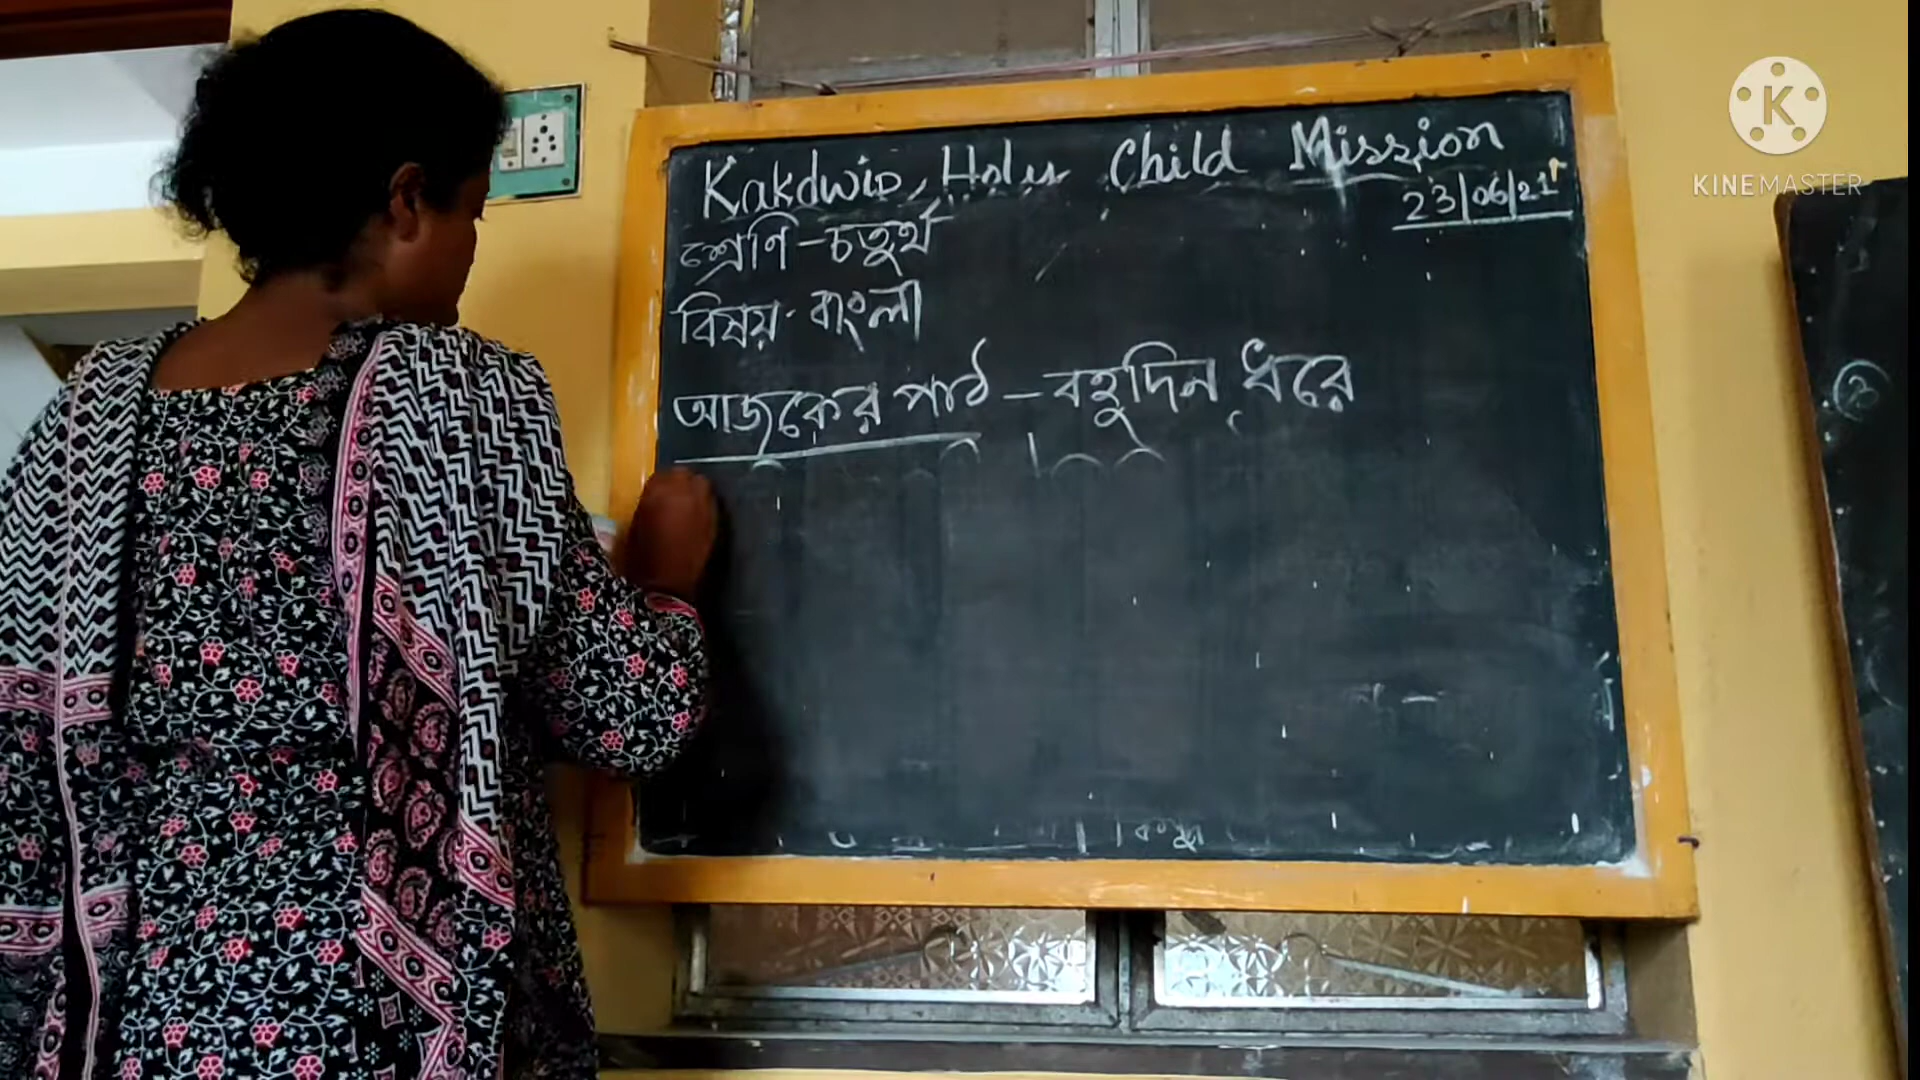 Kakdwip Holy Child Mission
23/06/21
শ্রেণি - চতুর্থ
বিষয় - বাংলা
আজকের পাঠ - বহুদিন ধরে
K
KINEMASTER